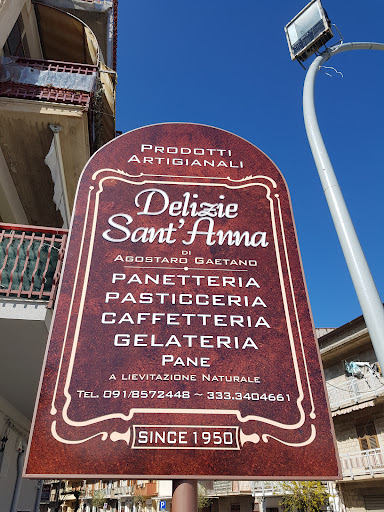 Prodotti
Artigianali
Delizie
Sant'Anna
di
Agostaro Gaetano
Panetteria
Pasticceria
Caffetteria
Gelateria
Pane
a lievitazione Naturale
Tel. 091/8572448 ~ 333.3404661
Since 1950
P